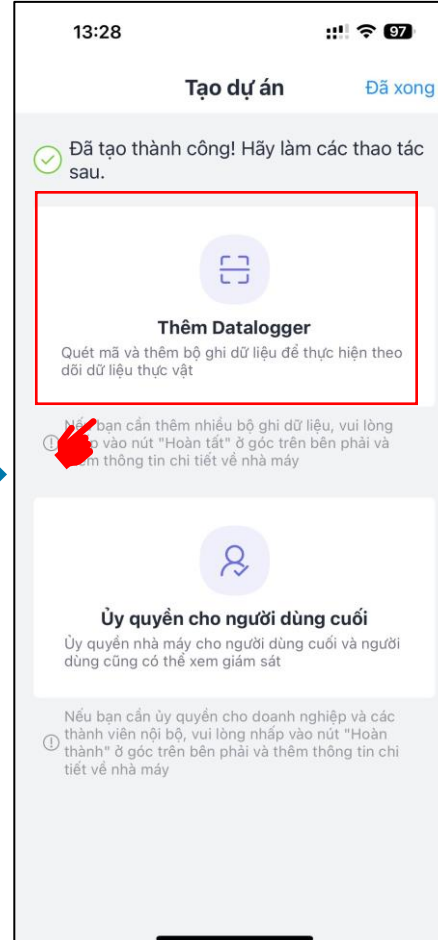 13:28
97
Tạo dự án
Đã xong
Đã tạo thành công! Hãy làm các thao tác
sau.
Thêm Datalogger
Quét mã và thêm bộ ghi dữ liệu để thực hiện theo
dõi dữ liệu thực vật
Nếu bạn cần thêm nhiều bộ ghi dữ liệu, vui lòng
vào nút "Hoàn tất" ở góc trên bên phải và
thông tin chi tiết về nhà máy
Ủy quyền cho người dùng cuối
Ủy quyền nhà máy cho người dùng cuối và người
dùng cũng có thể xem giám sát
Nếu bạn cần ủy quyền cho doanh nghiệp và các
thành viên nội bộ, vui lòng nhấp vào nút "Hoàn
thành" ở góc trên bên phải và thêm thông tin chi
tiết về nhà máy